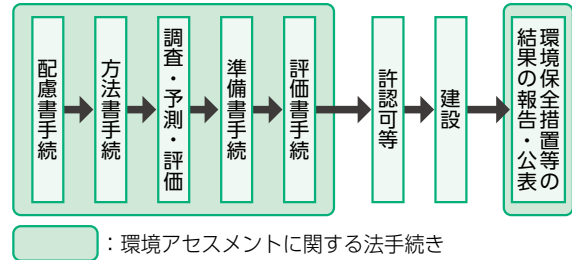 配慮書手続
方法書手続
調査・予測・評価
準備書手続
評価書手続
許認可等
建設
環境保全措置等の
結果の報告・公表
：環境アセスメントに関する法手続き